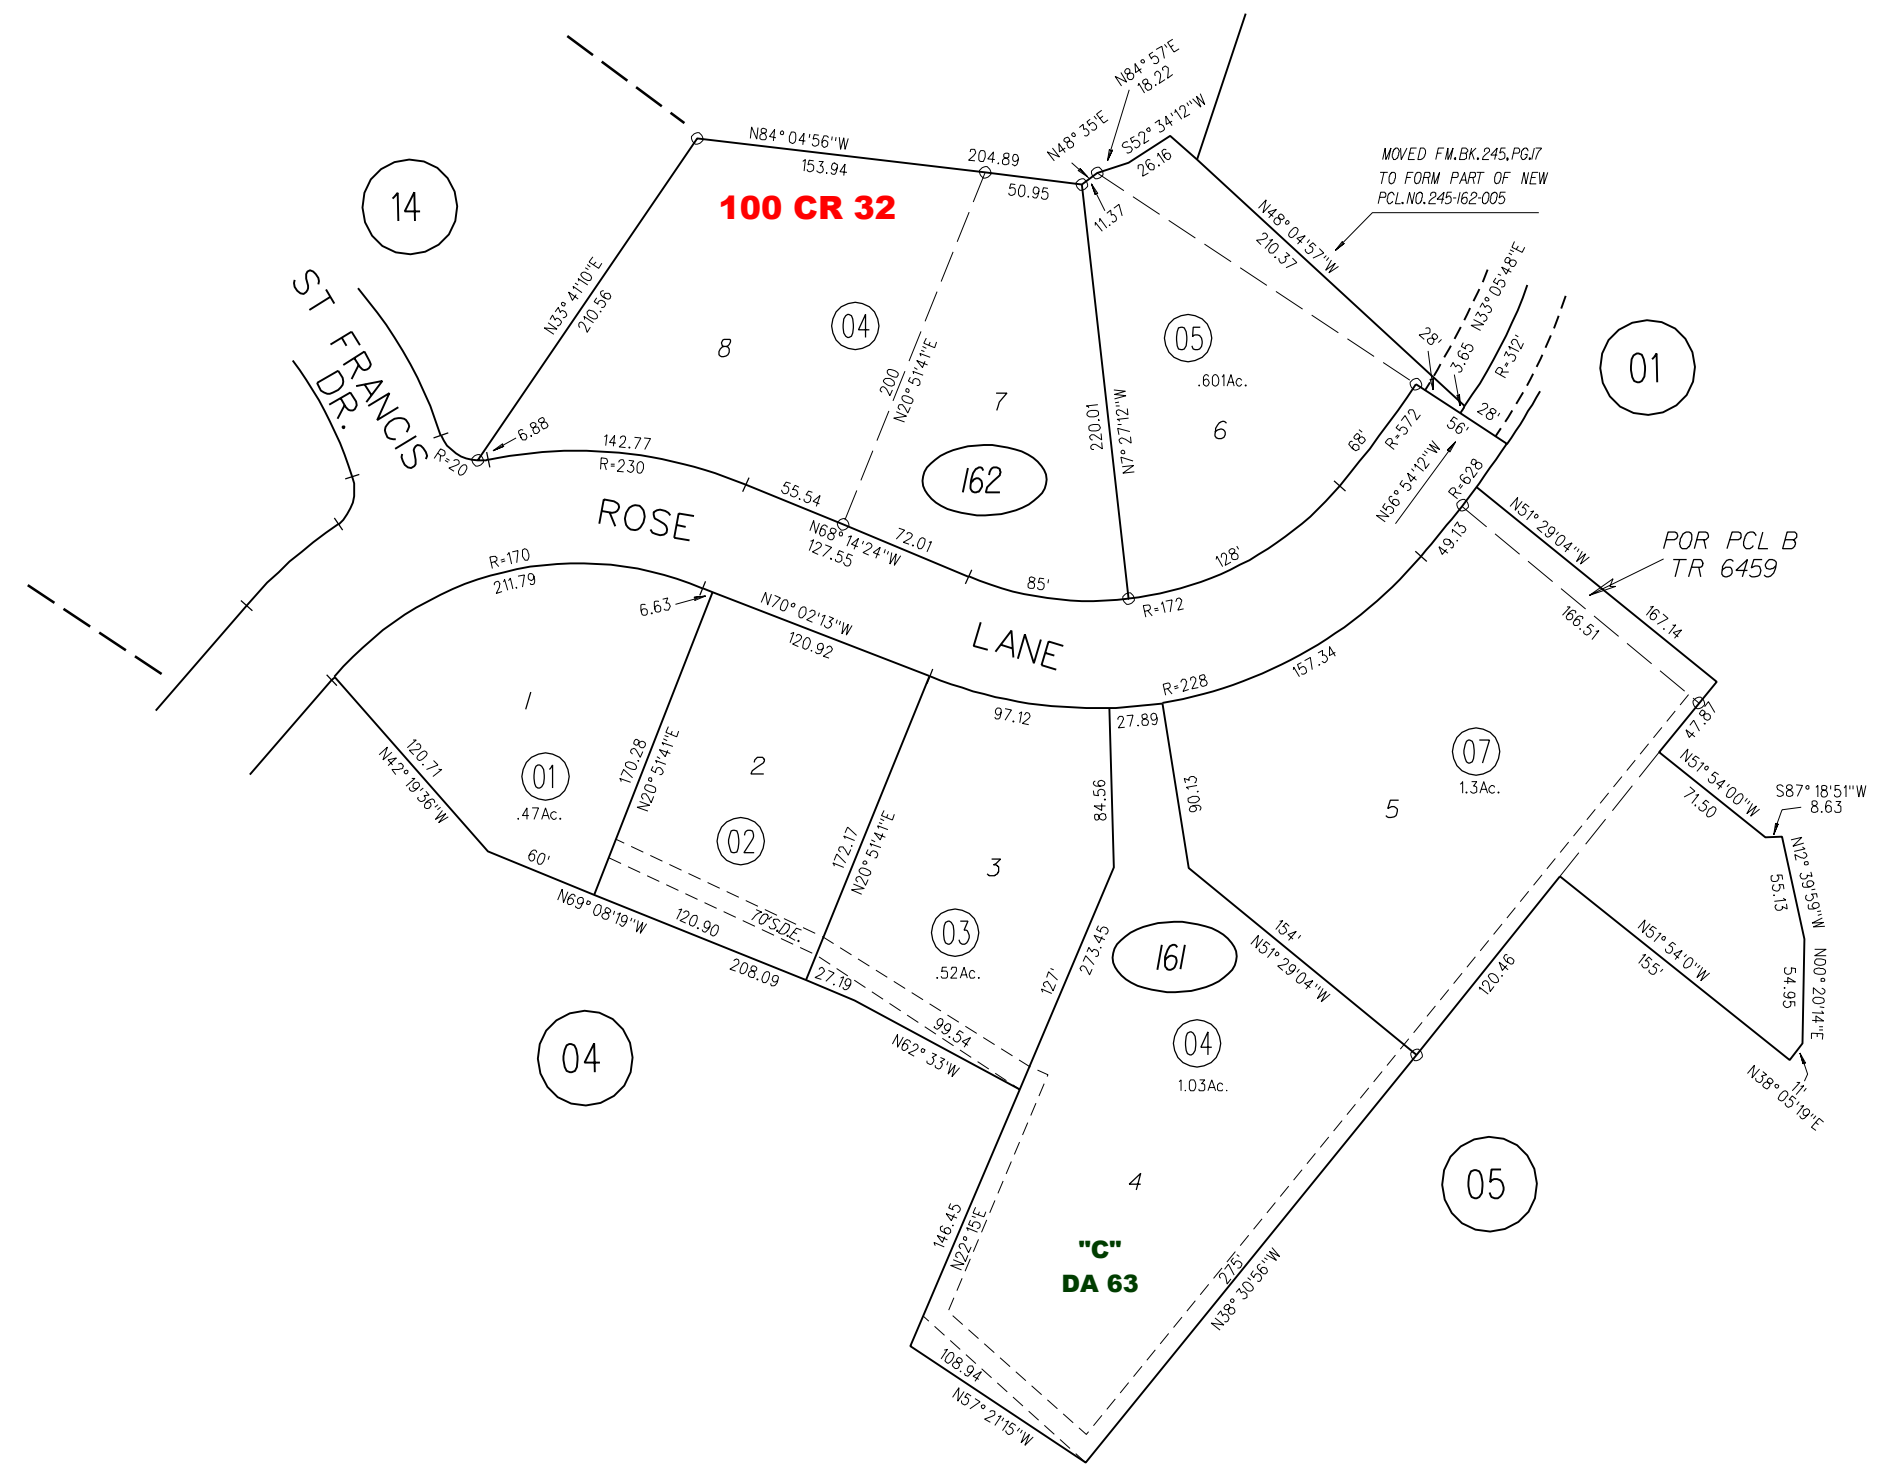 N84°57'E
18.22
N48°35'E
S52°34'12"W
26.16
11.37
N84°04'56"W
153.94
204.89
50.95
100 CR 32
MOVED FM.BK.245,PG.17
TO FORM PART OF NEW
PCL.NO.245-162-005
N48°04'57"W
210.37
14
ST FRANCIS
DR.
N33°41'10"E
210.56
8
04
200
N20°51'41"E
7
162
05
.601Ac.
6
220.01
N7°27'12"W
28'
3.65
N33°05'48"E
R=312'
28'
56'
R=572
68'
N56°54'12"W
R=628
49.13
01
6.88
R=20
142.77
R=230
55.54
N68°14'24"W
127.55
72.01
85'
128'
R=172
ROSE
LANE
R=170
211.79
6.63
N70°02'13"W
120.92
97.12
27.89
R=228
157.34
N51°29'04"W
POR PCL B
TR 6459
167.14
166.51
47.87
1
120.71
N42°19'36"W
01
.47Ac.
170.28
N20°51'41"E
2
02
60'
N69°08'19"W
120.90
70'S.D.E.
208.09
172.17
N20°51'41"E
3
03
.52Ac.
27.19
99.54
N62°33'W
84.56
90.13
127'
273.45
161
154'
N51°29'04"W
5
07
1.3Ac.
N51°54'00"W
71.50
S87°18'51"W
8.63
N12°39'59"W
55.13
N00°20'14"E
54.95
N51°54'0"W
155'
11'
N38°05'19"E
120.46
04
04
1.03Ac.
4
"C"
DA 63
05
146.45
N22°15'E
275'
N38°30'56"W
108.94
N57°21'15"W